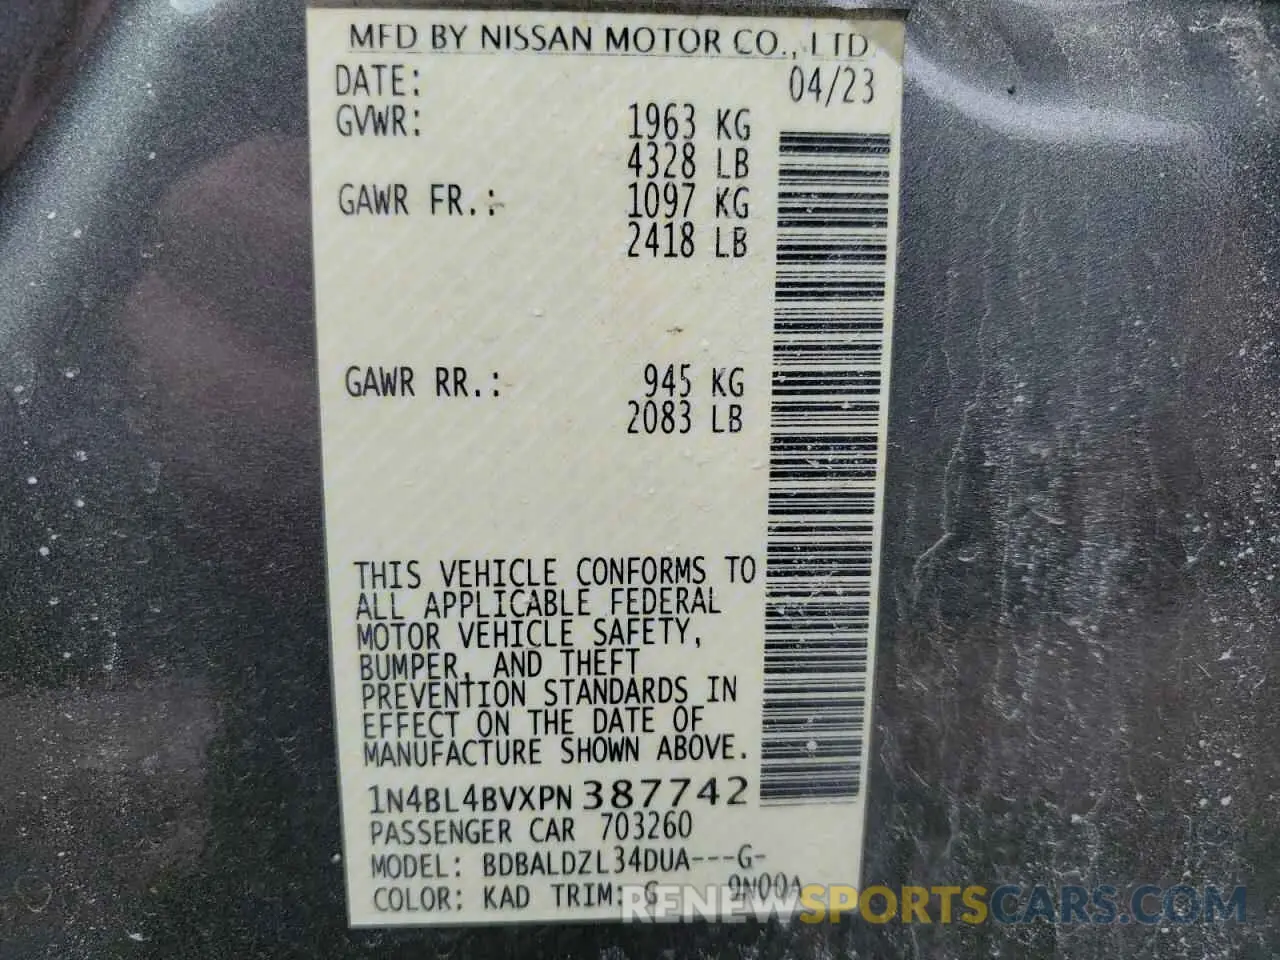 MFD BY NISSAN MOTOR CO., LTD.
DATE: 04/23
GVWR: 1963 KG
4328 LB
GAWR FR.: 1097 KG
2418 LB
GAWR RR.: 945 KG
2083 LB
THIS VEHICLE CONFORMS TO
ALL APPLICABLE FEDERAL
MOTOR VEHICLE SAFETY,
BUMPER, AND THEFT
PREVENTION STANDARDS IN
EFFECT ON THE DATE OF
MANUFACTURE SHOWN ABOVE.
1N4BL4BVXPN387742
PASSENGER CAR 703260
MODEL: BDBALDZL34DUA---G-
COLOR: KAD TRIM: G 9N00A
RENEWSPORTSCARS.COM